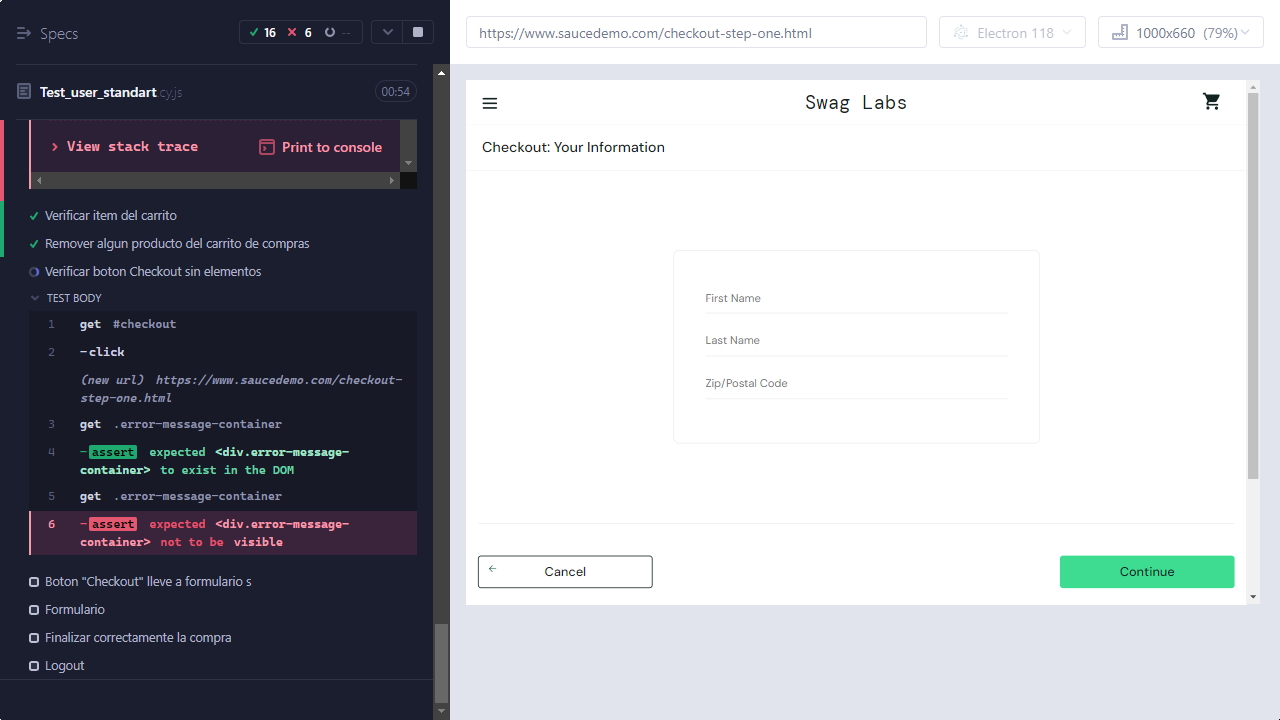 Specs
16
6
--
Test_user_standart cy.js
00:54
View stack trace
Print to console
Verificar item del carrito
Remover algun producto del carrito de compras
Verificar boton Checkout sin elementos
TEST BODY
1 get #checkout
2 -click
(new url) https://www.saucedemo.com/checkout-
step-one.html
3 get .error-message-container
4 -assert expected <div.error-message-
container> to exist in the DOM
5 get .error-message-container
6 -assert expected <div.error-message-
container> not to be visible
Boton "Checkout" lleve a formulario s
Formulario
Finalizar correctamente la compra
Logout
https://www.saucedemo.com/checkout-step-one.html
Electron 118
1000x660 (79%)
Swag Labs
Checkout: Your Information
First Name
Last Name
Zip/Postal Code
Cancel
Continue